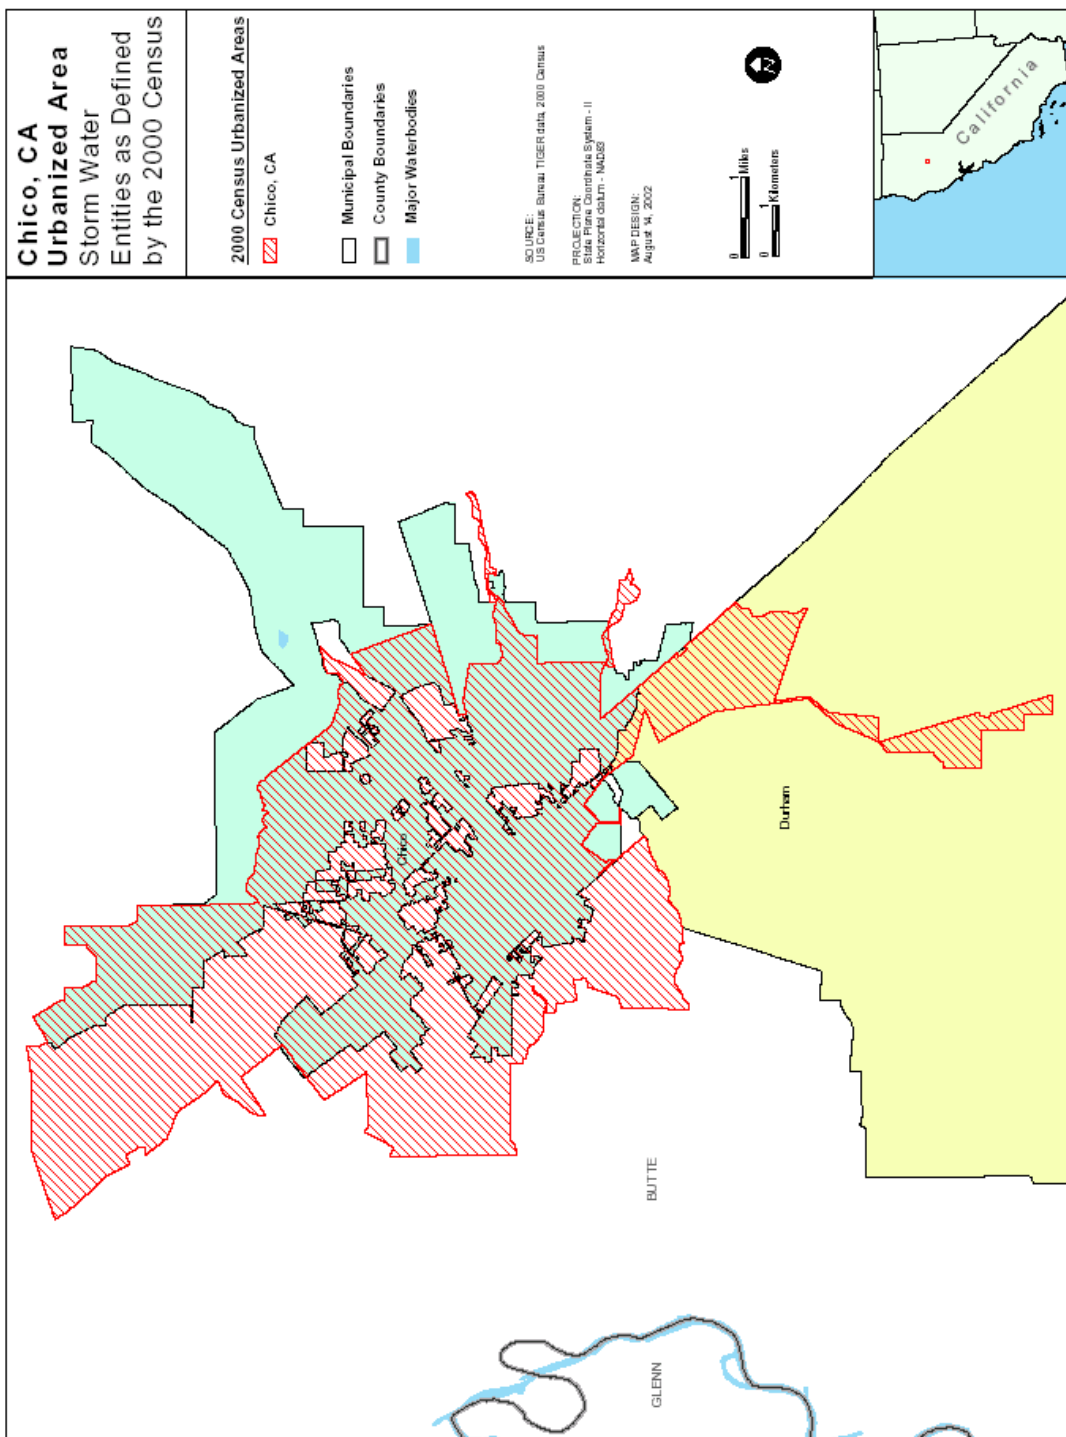 Chico, CA
Urbanized Area
Storm Water
Entities as Defined
by the 2000 Census
2000 Census Urbanized Areas
Chico, CA
Municipal Boundaries
County Boundaries
Major Waterbodies
SOURCE:
US Census Bureau TIGER data, 2000 Census
PROJECTION:
State Plane Coordinate System - II
Horizontal datum - NAD83
MAP DESIGN:
August 14, 2002
0 1 Miles
0 1 Kilometers
N
California
Chico
Durham
BUTTE
GLENN